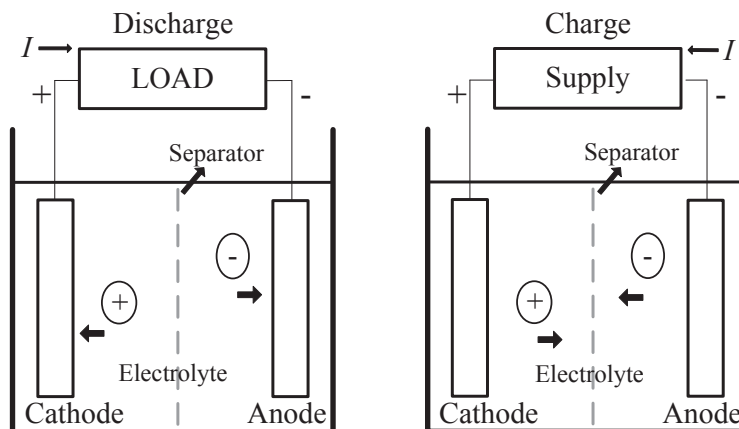 Discharge
I
LOAD
+
-
Separator
-
+
Electrolyte
Cathode
Anode
Charge
I
Supply
+
-
Separator
-
+
Electrolyte
Cathode
Anode